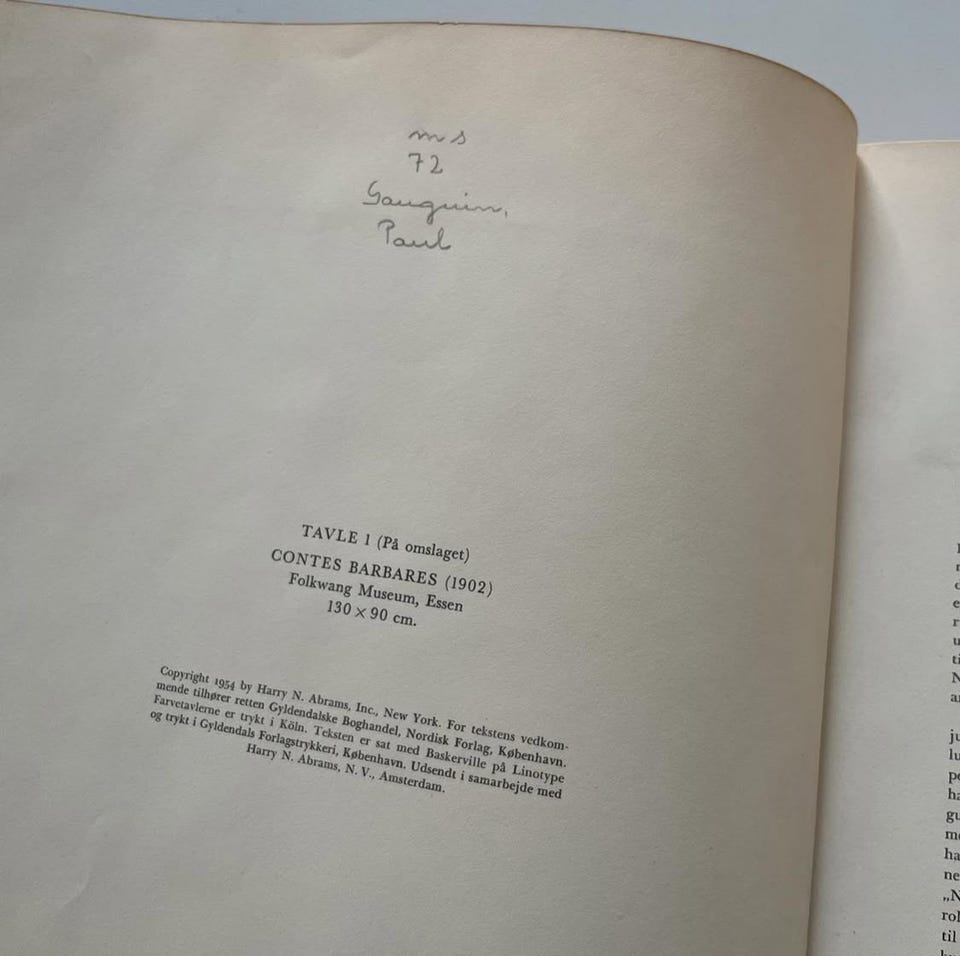 ms
72
Gauguin,
Paul
TAVLE 1 (På omslaget)
CONTES BARBARES (1902)
Folkwang Museum, Essen
130 × 90 cm.
Copyright 1954 by Harry N. Abrams, Inc., New York. For tekstens vedkom-
mende tilhører retten Gyldendalske Boghandel, Nordisk Forlag, København.
Farvetavlerne er trykt i Köln. Teksten er sat med Baskerville på Linotype
og trykt i Gyldendals Forlagstrykkeri, København. Udsendt i samarbejde med
Harry N. Abrams, N. V., Amsterdam.